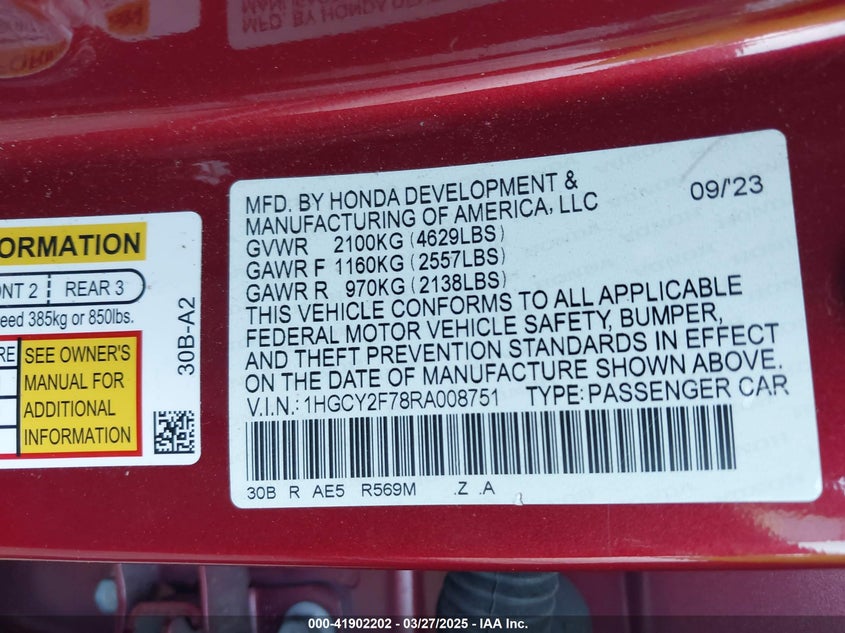 MFD. BY HONDA DEVELOPMENT & MANUFACTURING OF AMERICA, LLC 09/'23
GVWR 2100KG (4629LBS)
GAWR F 1160KG (2557LBS)
GAWR R 970KG (2138LBS)
THIS VEHICLE CONFORMS TO ALL APPLICABLE
FEDERAL MOTOR VEHICLE SAFETY, BUMPER,
AND THEFT PREVENTION STANDARDS IN EFFECT
ON THE DATE OF MANUFACTURE SHOWN ABOVE.
V.I.N.: 1HGCY2F78RA008751 TYPE: PASSENGER CAR
30B R AE5 R569M .Z .A
ORMATION
ONT 2 REAR 3
eed 385kg or 850lbs.
RE
SEE OWNER'S
MANUAL FOR
ADDITIONAL
INFORMATION
30B-A2
000-41902202 - 03/27/2025 - IAA Inc.